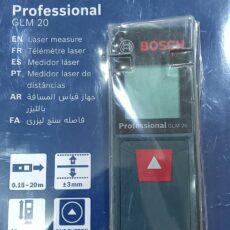 Professional
GLM 20
EN Laser measure
FR Télémètre laser
ES Medidor láser
PT Medidor laser de
distâncias
AR جهاز قياس المسافة
بالليزر
FA فاصله سنج لیزری
0.15-20m
±3mm
BOSCH
Professional GLM 20